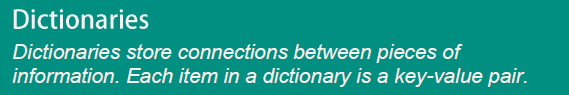 Dictionaries
Dictionaries store connections between pieces of
information. Each item in a dictionary is a key-value pair.